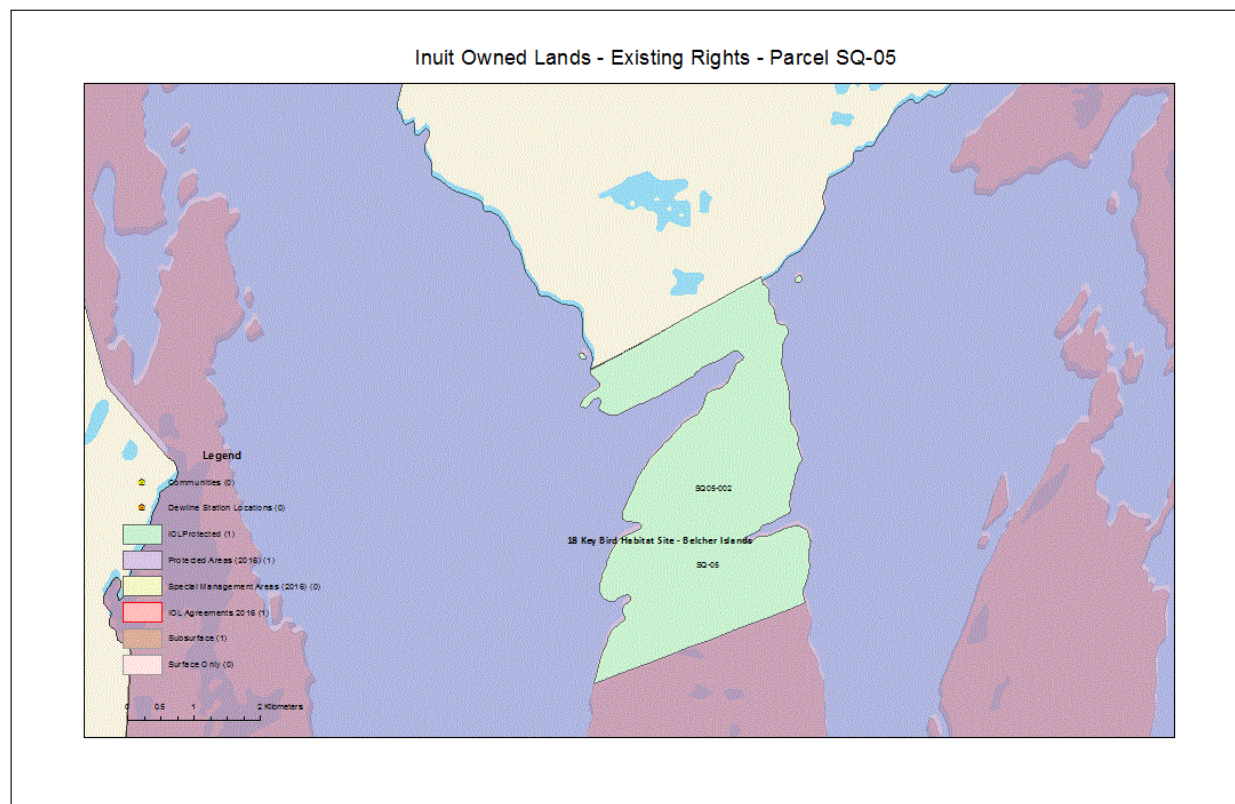 Inuit Owned Lands - Existing Rights - Parcel SQ-05
SQ05-002
18 Key Bird Habitat Site - Belcher Islands
SQ-05
Legend
Communities (0)
Dewline Station Locations (0)
IOLProtected (1)
Protected Areas (2016) (1)
Special Management Areas (2016) (0)
IOL Agreements 2016 (1)
Subsurface (1)
Surface Only (0)
0 0.5 1 2 Kilometers